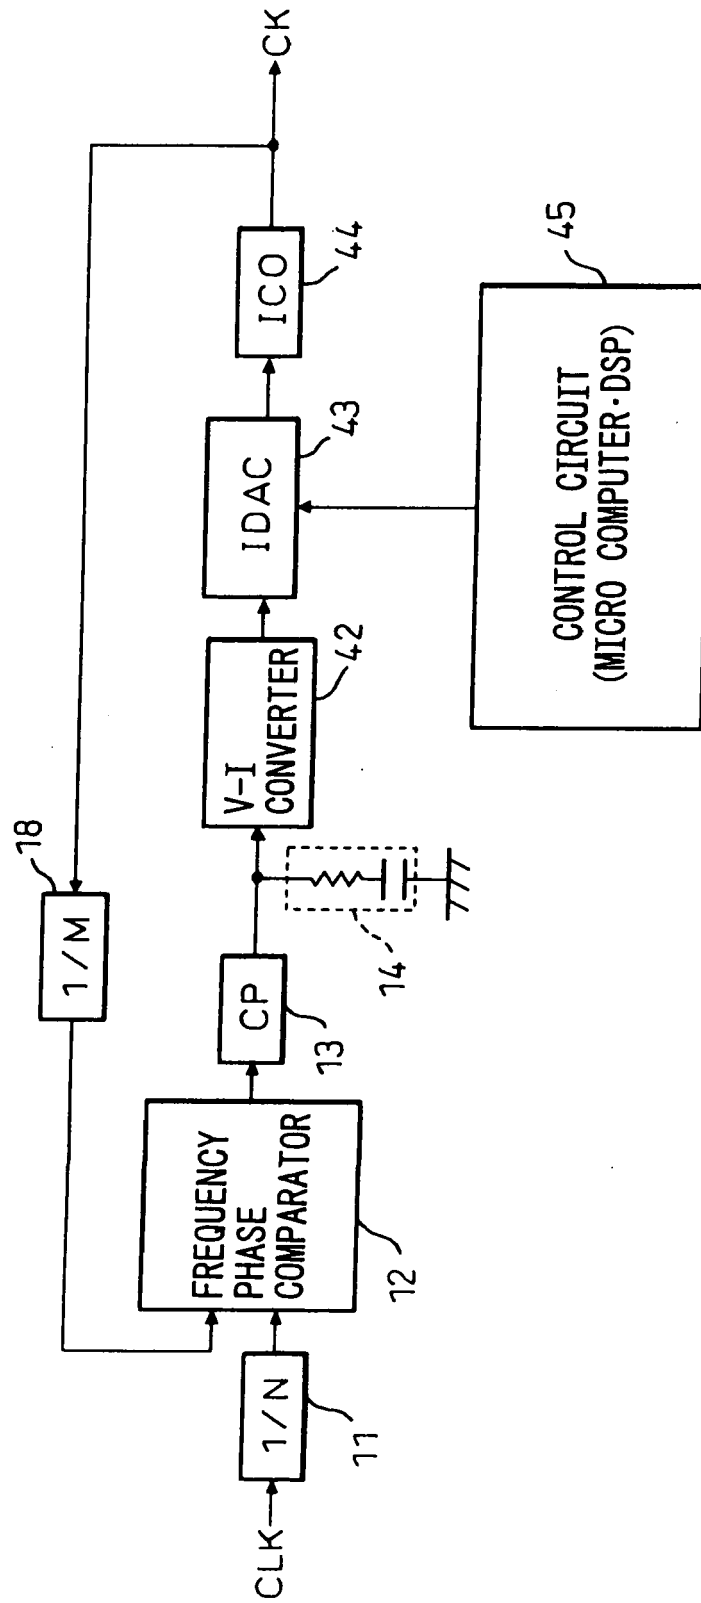 CLK
1/N
11
FREQUENCY
PHASE
COMPARATOR
12
CP
13
14
V-I
CONVERTER
42
IDAC
43
ICO
44
CK
1/M
18
CONTROL CIRCUIT
(MICRO COMPUTER·DSP)
45